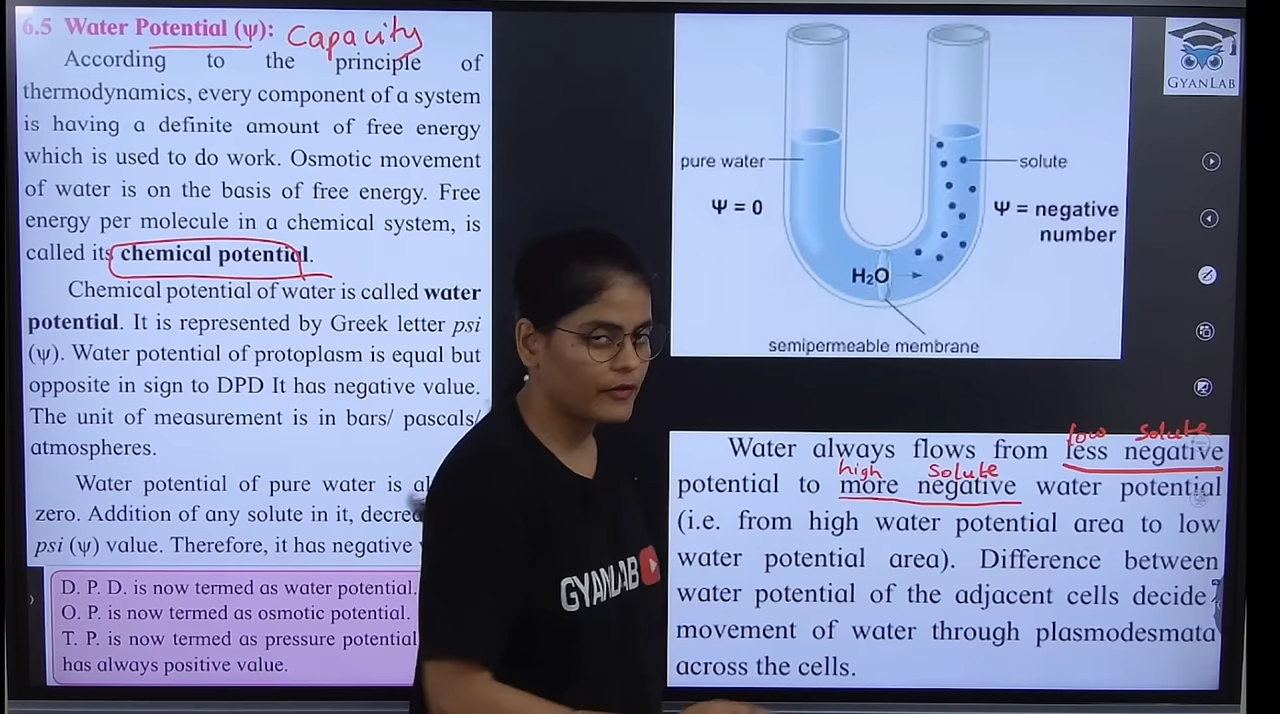 6.5 Water Potential (ψ): Capacity
According to the principle of
thermodynamics, every component of a system
is having a definite amount of free energy
which is used to do work. Osmotic movement
of water is on the basis of free energy. Free
energy per molecule in a chemical system, is
called its chemical potential.
Chemical potential of water is called water
potential. It is represented by Greek letter psi
(ψ). Water potential of protoplasm is equal but
opposite in sign to DPD It has negative value.
The unit of measurement is in bars/ pascals/
atmospheres.
Water potential of pure water is
zero. Addition of any solute in it,
psi (ψ) value. Therefore, it has negative
D. P. D. is now termed as water potential.
O. P. is now termed as osmotic potential.
T. P. is now termed as pressure potential
has always positive value.
pure water
solute
Ψ = 0
Ψ = negative
number
H₂O
semipermeable membrane
GYANLAB
low solute
Water always flows from less negative
high solute
potential to more negative water potential
(i.e. from high water potential area to low
water potential area). Difference between
water potential of the adjacent cells decide
movement of water through plasmodesmata
across the cells.
GYANLAB